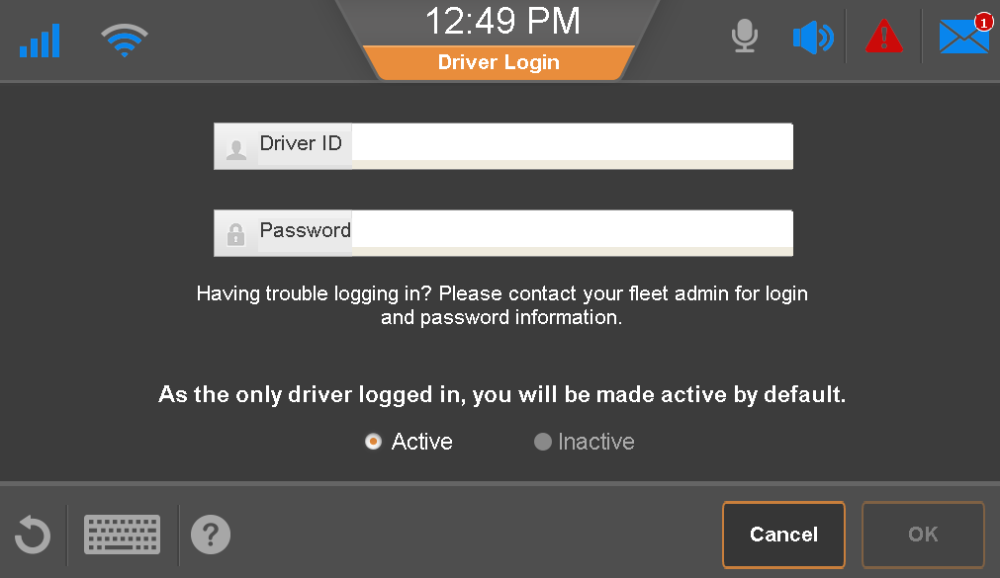 12:49 PM
1
Driver Login
Driver ID
Password
Having trouble logging in? Please contact your fleet admin for login
and password information.
As the only driver logged in, you will be made active by default.
Active Inactive
?
Cancel OK